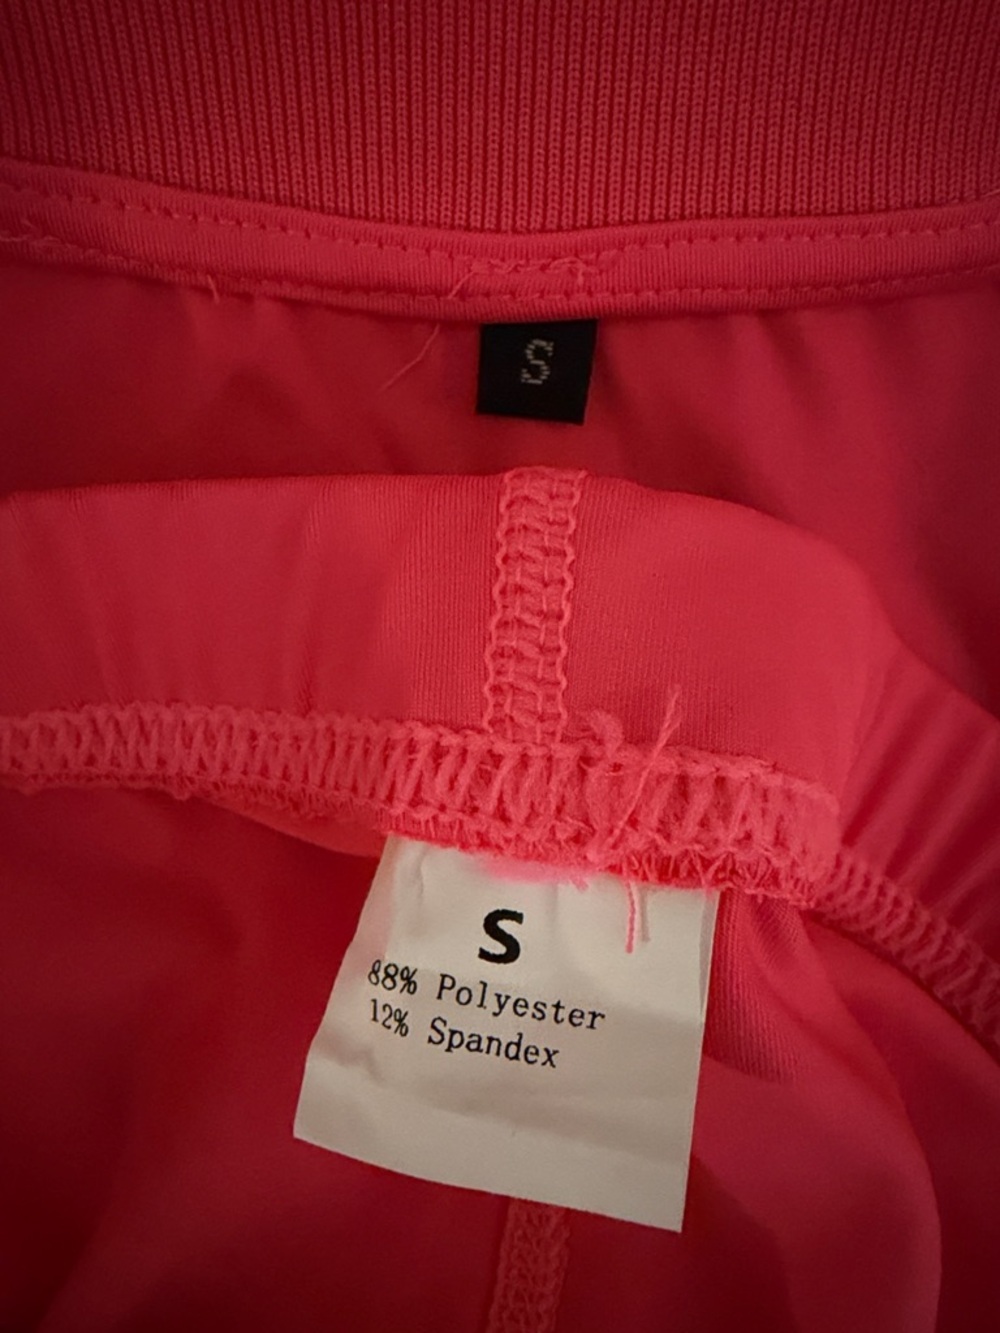 S
S
88% Polyester
12% Spandex